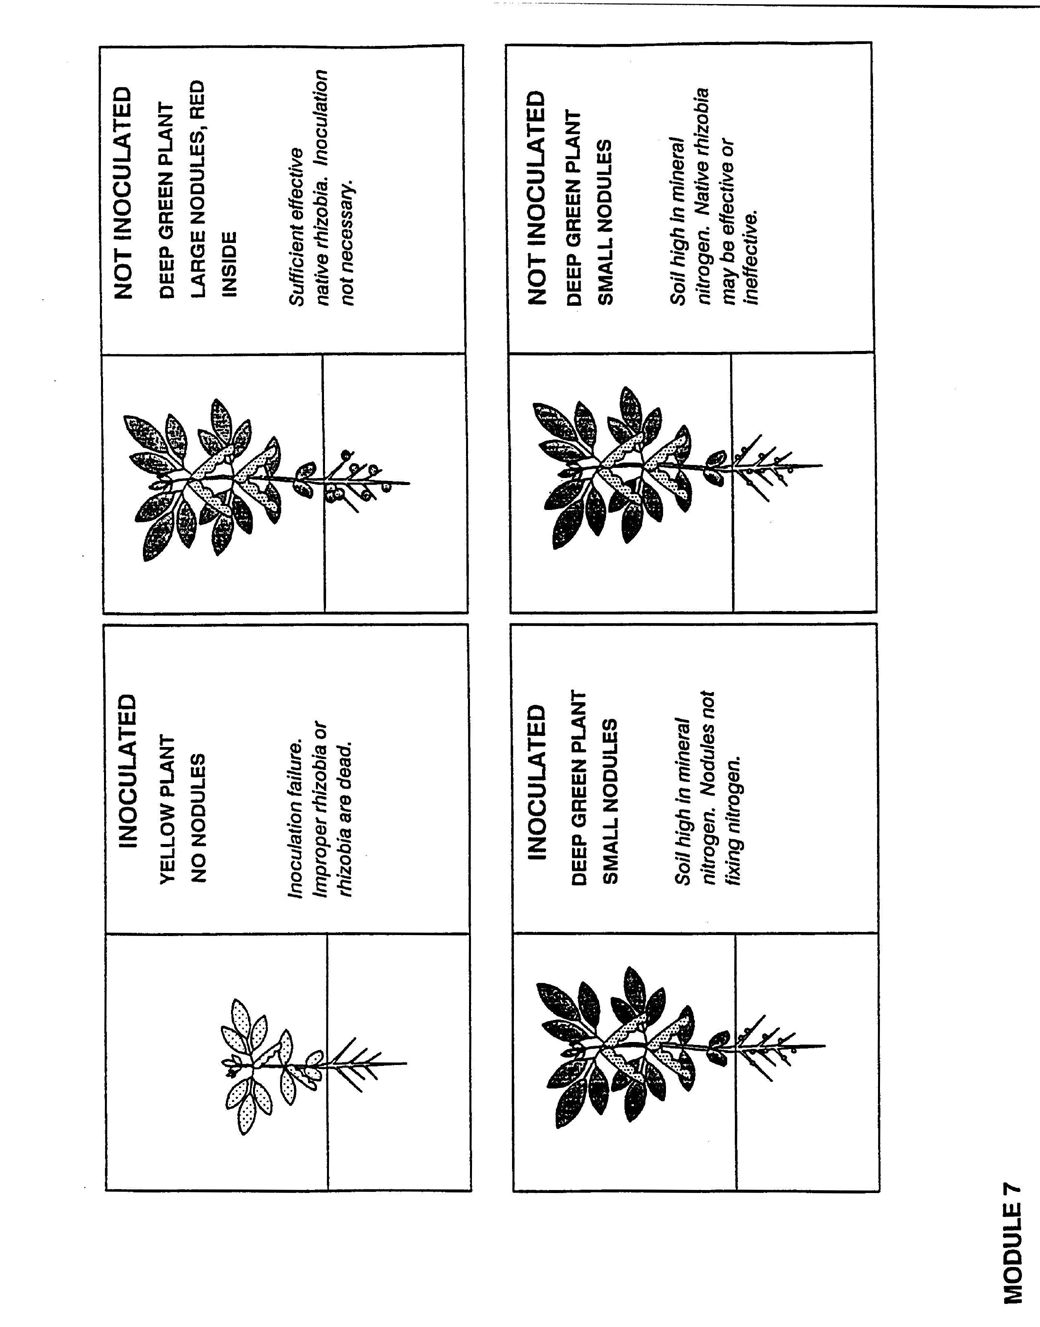 INOCULATED
YELLOW PLANT
NO NODULES
Inoculation failure.
Improper rhizobia or
rhizobia are dead.
NOT INOCULATED
DEEP GREEN PLANT
LARGE NODULES, RED
INSIDE
Sufficient effective
native rhizobia. Inoculation
not necessary.
INOCULATED
DEEP GREEN PLANT
SMALL NODULES
Soil high in mineral
nitrogen. Nodules not
fixing nitrogen.
NOT INOCULATED
DEEP GREEN PLANT
SMALL NODULES
Soil high in mineral
nitrogen. Native rhizobia
may be effective or
ineffective.
MODULE 7